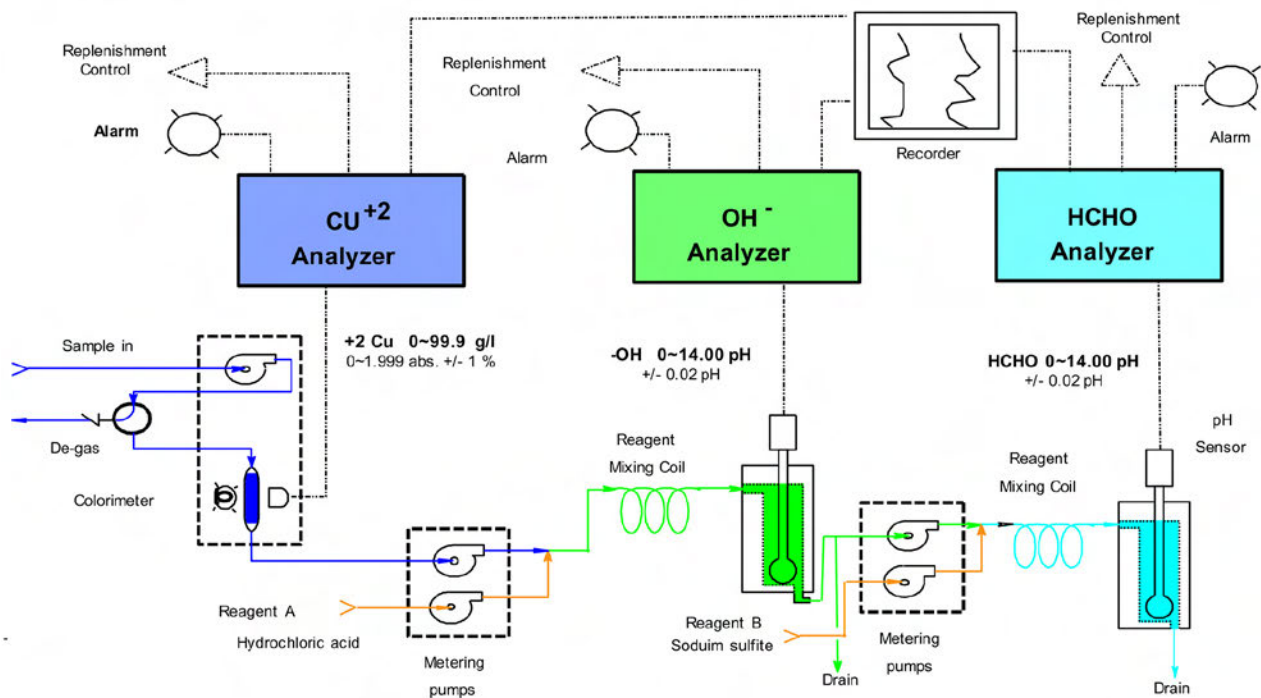 Replenishment
Control
Alarm
Replenishment
Control
Alarm
Recorder
Replenishment
Control
Alarm
CU +2
Analyzer
OH -
Analyzer
HCHO
Analyzer
Sample in
De-gas
Colorimeter
+2 Cu 0~99.9 g/l
0~1.999 abs. +/- 1 %
-OH 0~14.00 pH
+/- 0.02 pH
HCHO 0~14.00 pH
+/- 0.02 pH
pH
Sensor
Reagent
Mixing Coil
Reagent
Mixing Coil
Reagent A
Hydrochloric acid
Metering
pumps
Reagent B
Soduim sulfite
Drain
Metering
pumps
Drain